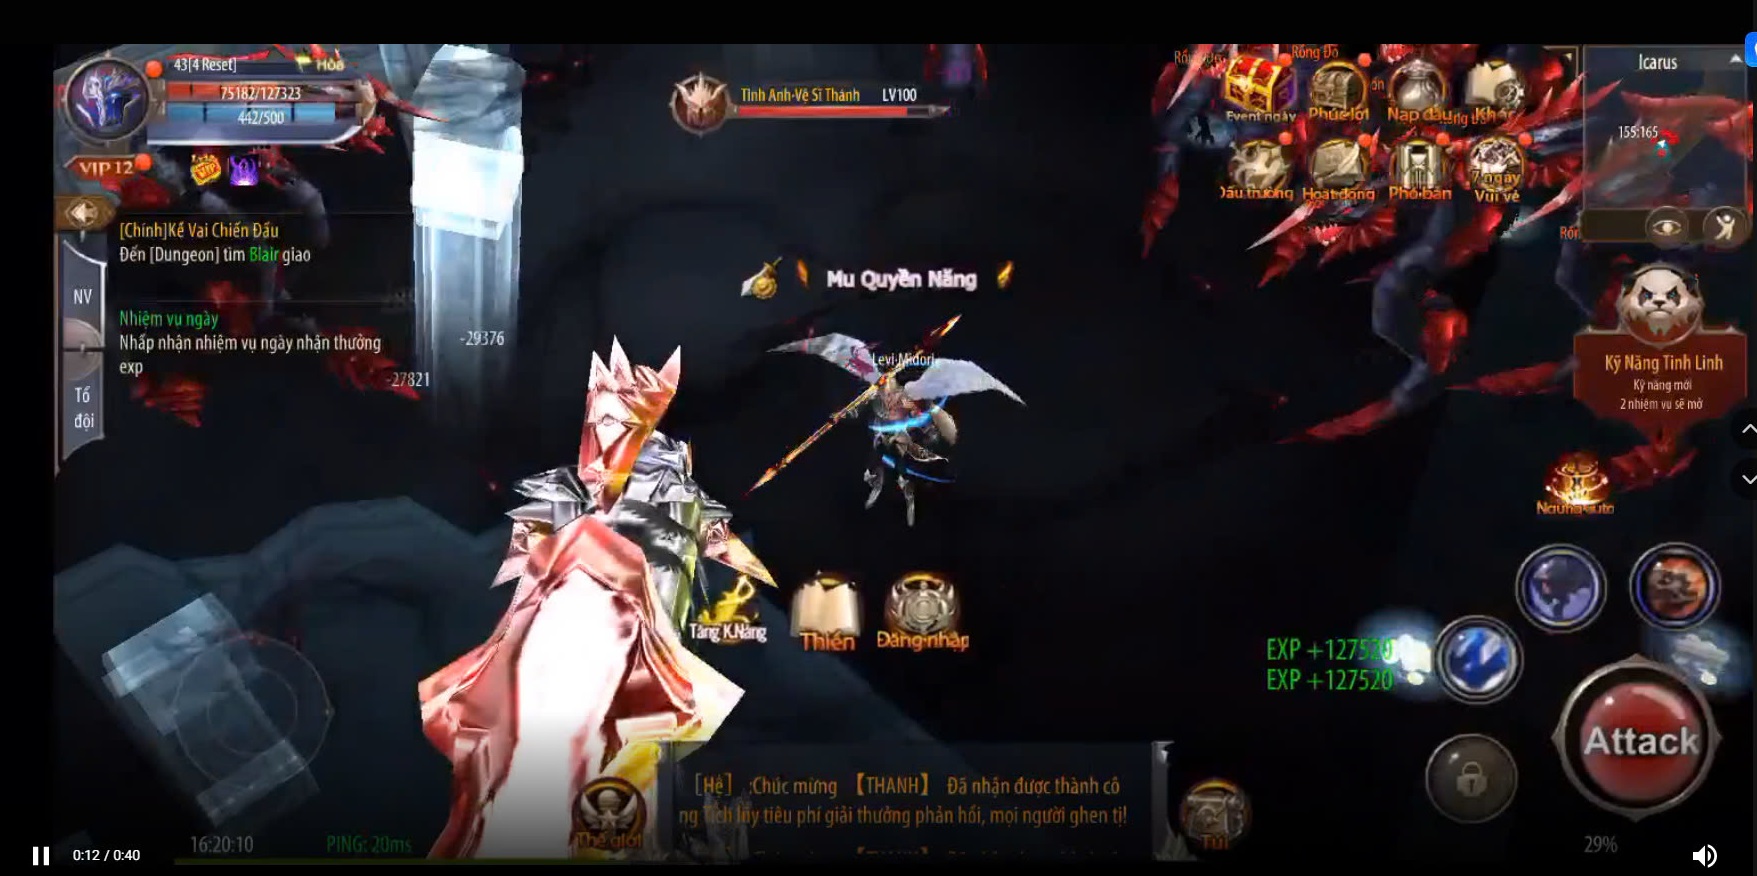 43[4 Reset]
Hòa
75182/127323
442/500
VIP 12
Tinh Anh-Vệ Sĩ Thánh LV100
Rồng Đỏ
Event ngày
Phúc lợi
Nạp đầu
Khác
Đấu trường
Hoạt động
Phó bản
7 ngày
Vui vẻ
Icarus
155:165
[Chính]Kề Vai Chiến Đấu
Đến [Dungeon] tìm Blair giao
NV
Nhiệm vụ ngày
Nhấp nhận nhiệm vụ ngày nhận thưởng
exp
Tổ
đội
-29376
-27821
Mu Quyền Năng
Levi-Midori
Kỹ Năng Tinh Linh
Kỹ năng mới
2 nhiệm vụ sẽ mở
Ngừng auto
Tăng K.Năng
Thiền
Đăng nhập
EXP +127520
EXP +127520
Attack
[Hệ] :Chúc mừng 【THANH】 Đã nhận được thành cô
ng Tích lũy tiêu phí giải thưởng phản hồi, mọi người ghen tị!
Thế giới
Túi
16:20:10
PING: 20ms
29%
0:12 / 0:40